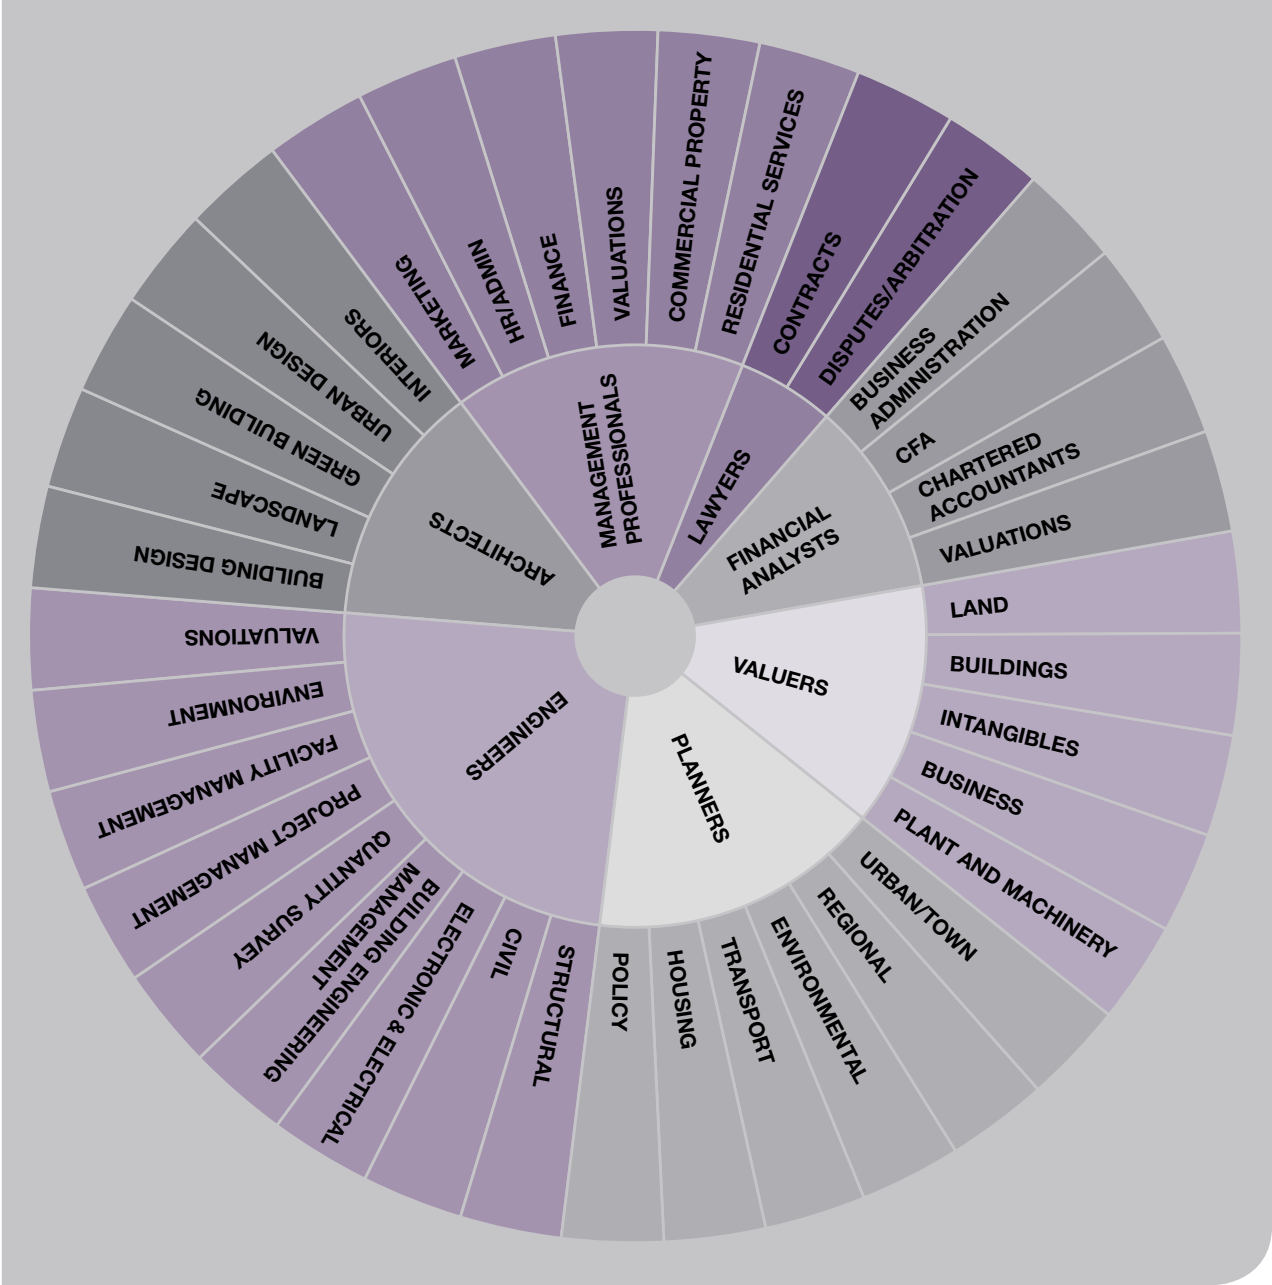 MANAGEMENT
PROFESSIONALS
MARKETING
HR/ADMIN
FINANCE
VALUATIONS
COMMERCIAL PROPERTY
RESIDENTIAL SERVICES
LAWYERS
CONTRACTS
DISPUTES/ARBITRATION
FINANCIAL
ANALYSTS
BUSINESS
ADMINISTRATION
CFA
CHARTERED
ACCOUNTANTS
VALUATIONS
VALUERS
LAND
BUILDINGS
INTANGIBLES
BUSINESS
PLANT AND MACHINERY
PLANNERS
URBAN/TOWN
REGIONAL
ENVIRONMENTAL
TRANSPORT
HOUSING
POLICY
ENGINEERS
STRUCTURAL
CIVIL
ELECTRONIC & ELECTRICAL
BUILDING ENGINEERING
MANAGEMENT
QUANTITY SURVEY
PROJECT MANAGEMENT
FACILITY MANAGEMENT
ENVIRONMENT
VALUATIONS
ARCHITECTS
BUILDING DESIGN
LANDSCAPE
GREEN BUILDING
URBAN DESIGN
INTERIORS